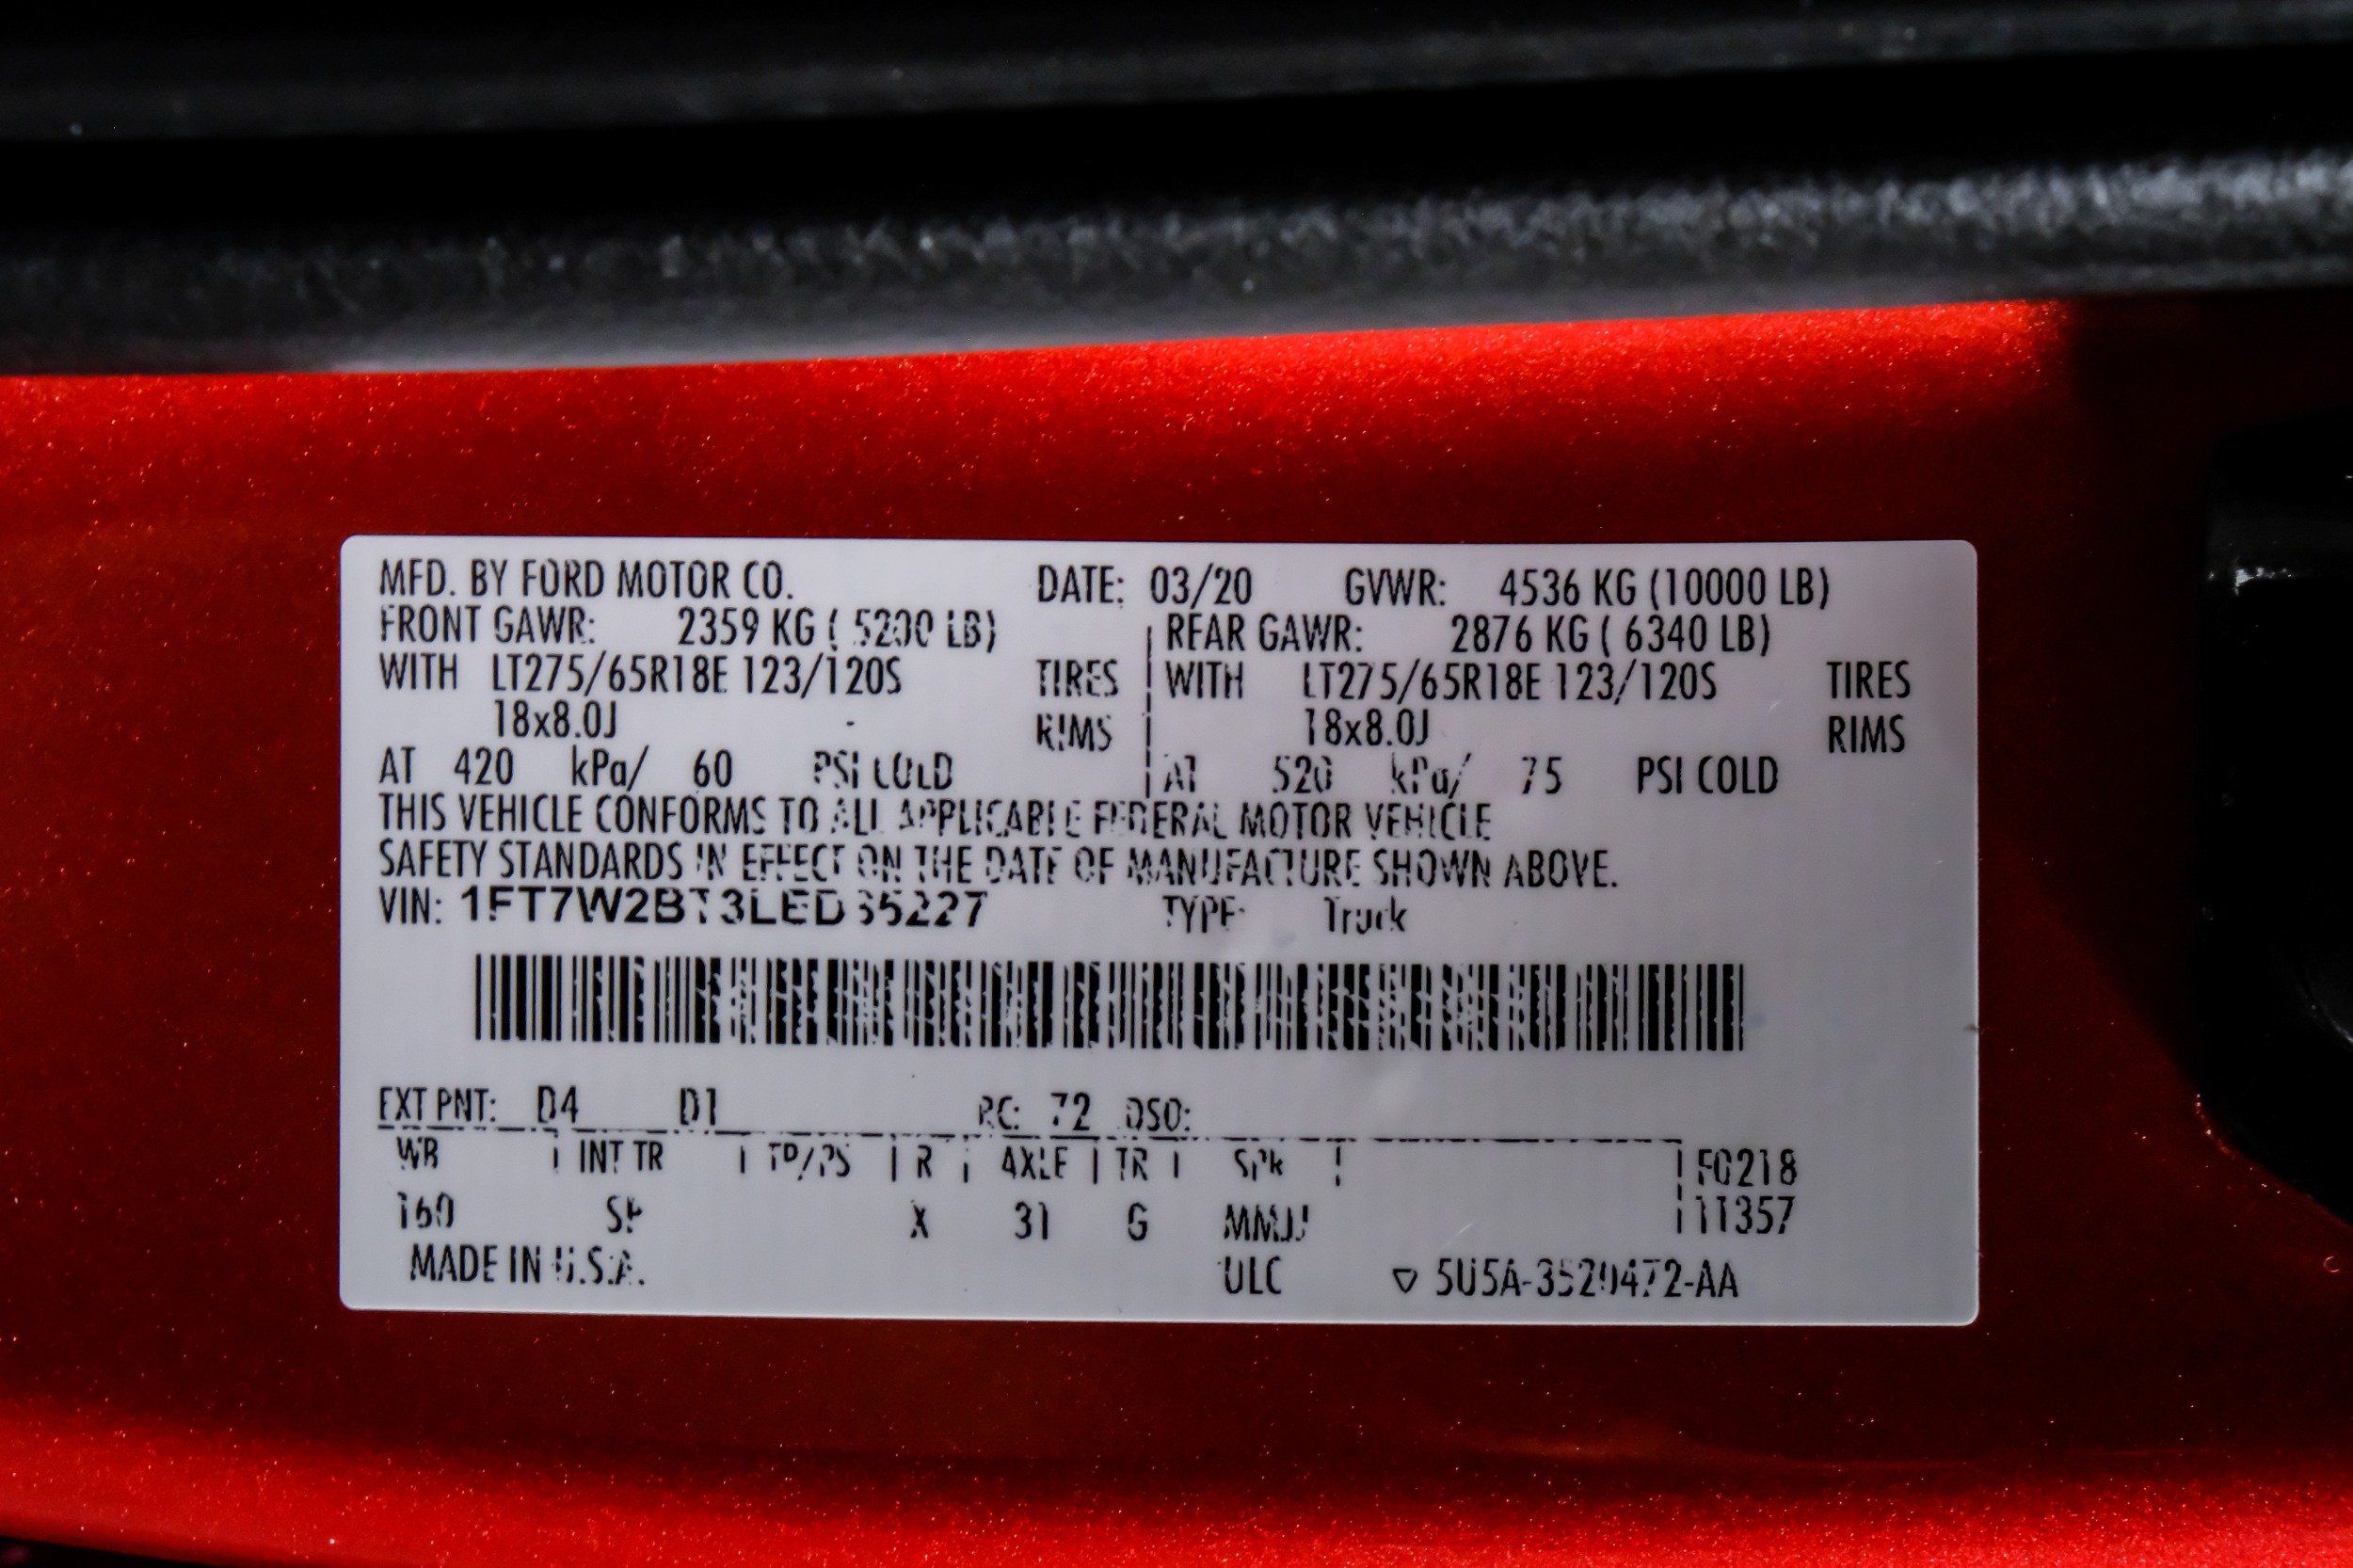 MFD. BY FORD MOTOR CO. DATE: 03/20 GVWR: 4536 KG (10000 LB)
FRONT GAWR: 2359 KG ( 5200 LB) REAR GAWR: 2876 KG ( 6340 LB)
WITH LT275/65R18E 123/120S TIRES WITH LT275/65R18E 123/120S TIRES
18x8.0J RIMS 18x8.0J RIMS
AT 420 kPa/ 60 PSI COLD AT 520 kPa/ 75 PSI COLD
THIS VEHICLE CONFORMS TO ALL APPLICABLE FEDERAL MOTOR VEHICLE
SAFETY STANDARDS IN EFFECT ON THE DATE OF MANUFACTURE SHOWN ABOVE.
VIN: 1FT7W2BT3LED35227 TYPE: Truck
EXT PNT: D4 D1 RC: 72 DSO:
WB INT TR TP/PS R AXLE TR SPR F0218
160 SP X 31 G MMJJ 11357
MADE IN U.S.A. ULC ▽ 5U5A-3520472-AA